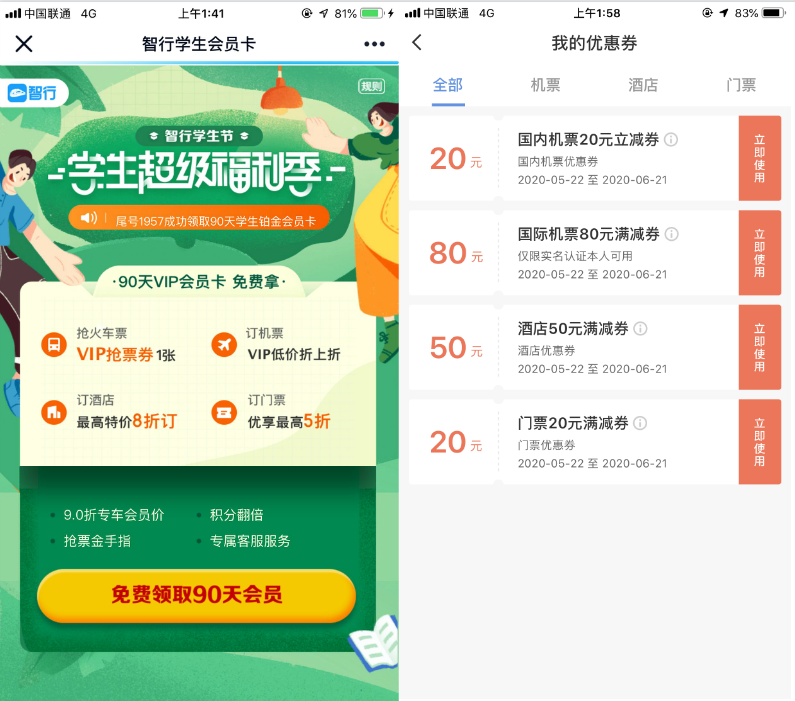 中国联通 4G 上午1:41 81%
智行学生会员卡
智行
规则
智行学生节
学生超级福利季
尾号1957成功领取90天学生铂金会员卡
·90天VIP会员卡 免费拿·
抢火车票
VIP抢票券1张
订机票
VIP低价折上折
订酒店
最高特价8折订
订门票
优享最高5折
9.0折专车会员价
积分翻倍
抢票金手指
专属客服服务
免费领取90天会员
中国联通 4G 上午1:58 83%
我的优惠券
全部 机票 酒店 门票
20元
国内机票20元立减券
国内机票优惠券
2020-05-22 至 2020-06-21
立即使用
80元
国际机票80元满减券
仅限实名认证本人可用
2020-05-22 至 2020-06-21
立即使用
50元
酒店50元满减券
酒店优惠券
2020-05-22 至 2020-06-21
立即使用
20元
门票20元满减券
门票优惠券
2020-05-22 至 2020-06-21
立即使用